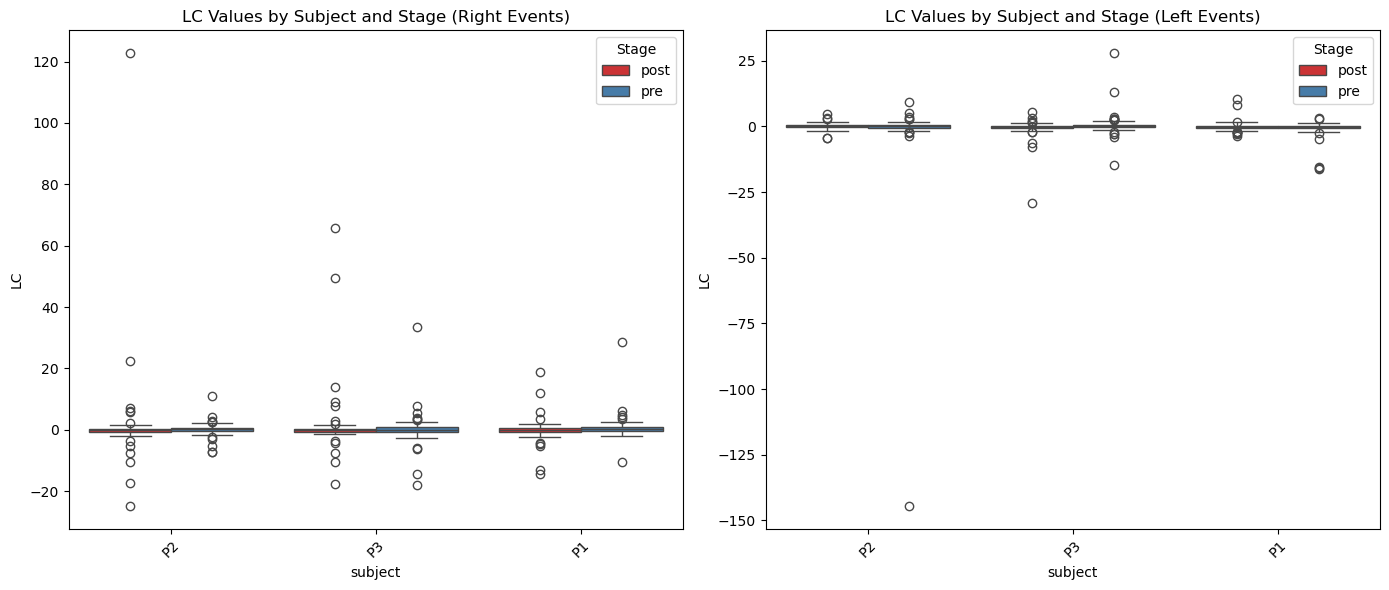 LC Values by Subject and Stage (Right Events)
LC
120
100
80
60
40
20
0
−20
Stage
post
pre
P2
P3
P1
subject
LC Values by Subject and Stage (Left Events)
LC
25
0
−25
−50
−75
−100
−125
−150
Stage
post
pre
P2
P3
P1
subject